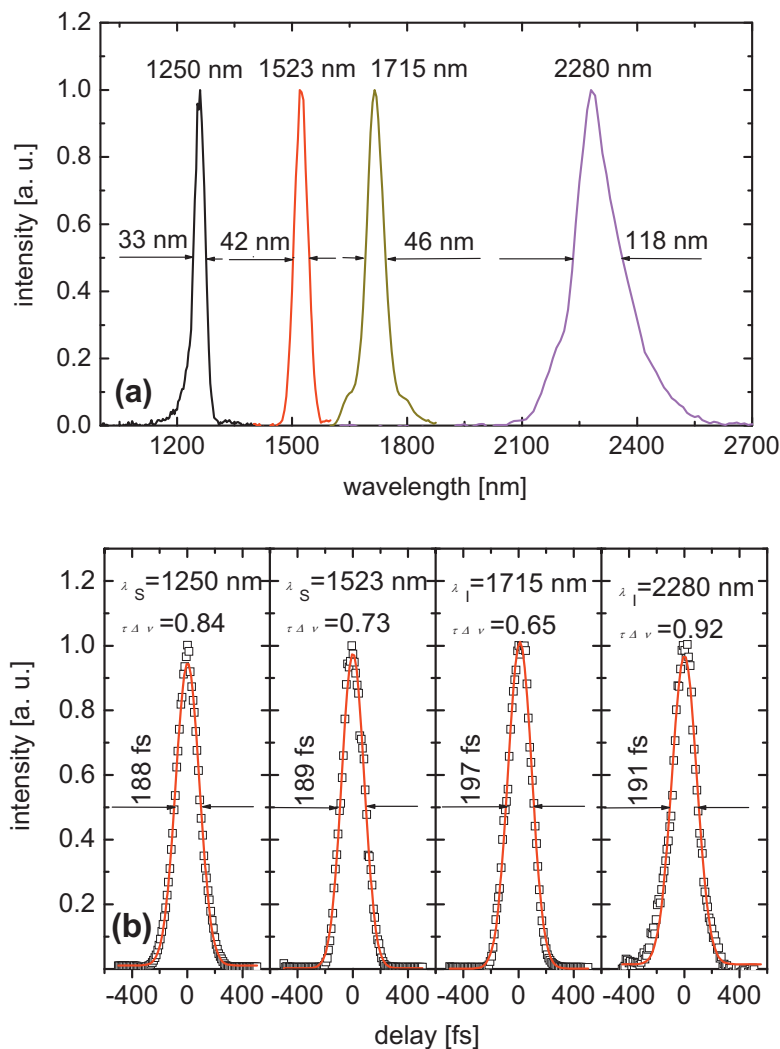 1.2
1250 nm 1523 nm 1715 nm 2280 nm
1.0
0.8
0.6
33 nm 42 nm 46 nm 118 nm
0.4
0.2
(a)
0.0
1200 1500 1800 2100 2400 2700
intensity [a. u.]
wavelength [nm]
1.2
λS=1250 nm λS=1523 nm λI=1715 nm λI=2280 nm
τΔν=0.84 τΔν=0.73 τΔν=0.65 τΔν=0.92
1.0
0.8
188 fs 189 fs 197 fs 191 fs
0.6
0.4
0.2
(b)
-400 0 400 -400 0 400 -400 0 400 -400 0 400
intensity [a. u.]
delay [fs]